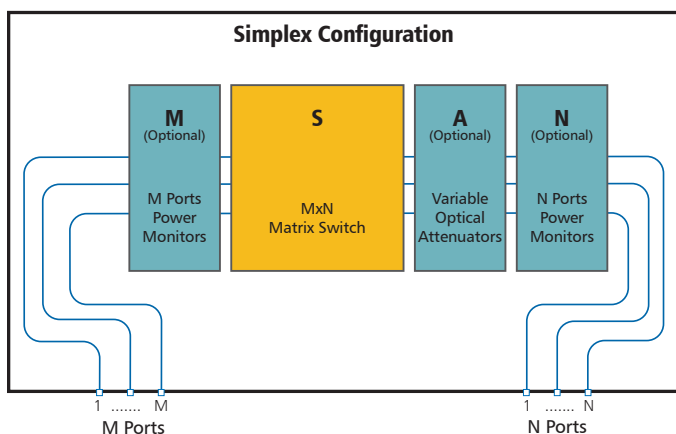 Simplex Configuration
M
(Optional)
M Ports
Power
Monitors
S
MxN
Matrix Switch
A
(Optional)
Variable
Optical
Attenuators
N
(Optional)
N Ports
Power
Monitors
1 ....... M
M Ports
1 ....... N
N Ports